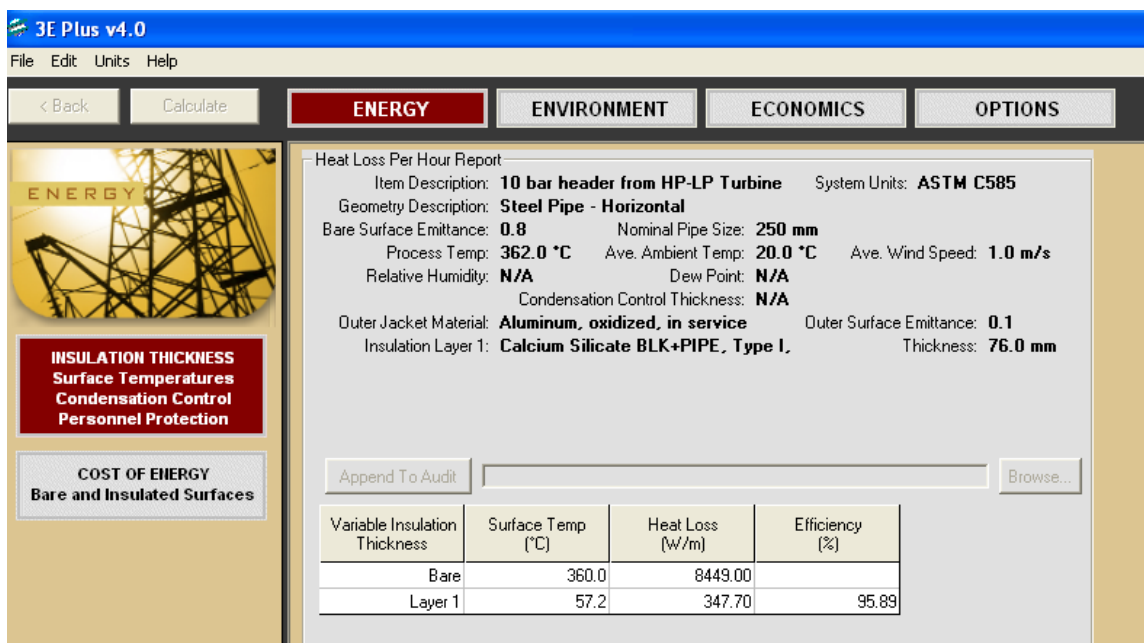 3E Plus v4.0
File Edit Units Help
< Back Calculate ENERGY ENVIRONMENT ECONOMICS OPTIONS
ENERGY
INSULATION THICKNESS
Surface Temperatures
Condensation Control
Personnel Protection
COST OF ENERGY
Bare and Insulated Surfaces
Heat Loss Per Hour Report
Item Description: 10 bar header from HP-LP Turbine System Units: ASTM C585
Geometry Description: Steel Pipe - Horizontal
Bare Surface Emittance: 0.8 Nominal Pipe Size: 250 mm
Process Temp: 362.0 °C Ave. Ambient Temp: 20.0 °C Ave. Wind Speed: 1.0 m/s
Relative Humidity: N/A Dew Point: N/A
Condensation Control Thickness: N/A
Outer Jacket Material: Aluminum, oxidized, in service Outer Surface Emittance: 0.1
Insulation Layer 1: Calcium Silicate BLK+PIPE, Type I, Thickness: 76.0 mm
Append To Audit Browse...
Variable Insulation Thickness Surface Temp (°C) Heat Loss (W/m) Efficiency (%)
Bare 360.0 8449.00
Layer 1 57.2 347.70 95.89